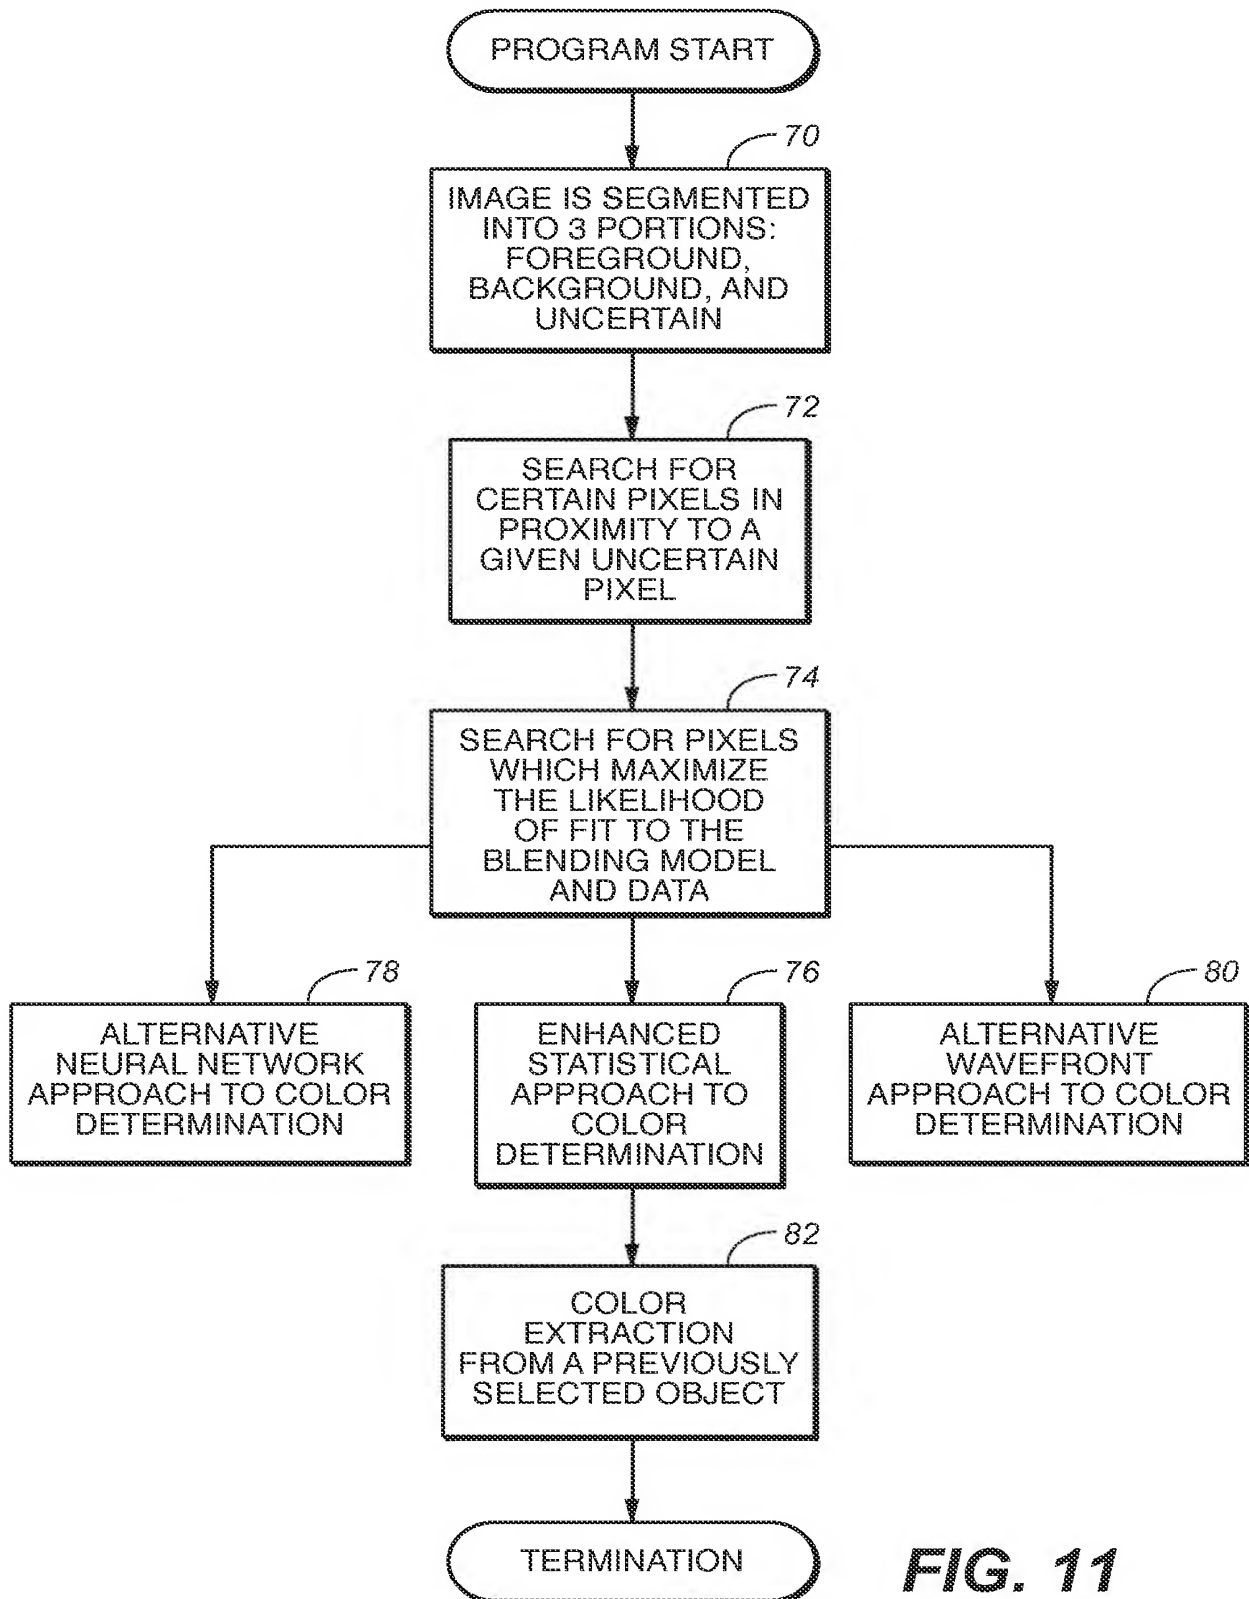 PROGRAM START
70
IMAGE IS SEGMENTED
INTO 3 PORTIONS:
FOREGROUND,
BACKGROUND, AND
UNCERTAIN
72
SEARCH FOR
CERTAIN PIXELS IN
PROXIMITY TO A
GIVEN UNCERTAIN
PIXEL
74
SEARCH FOR PIXELS
WHICH MAXIMIZE
THE LIKELIHOOD
OF FIT TO THE
BLENDING MODEL
AND DATA
78
ALTERNATIVE
NEURAL NETWORK
APPROACH TO COLOR
DETERMINATION
76
ENHANCED
STATISTICAL
APPROACH TO
COLOR
DETERMINATION
80
ALTERNATIVE
WAVEFRONT
APPROACH TO COLOR
DETERMINATION
82
COLOR
EXTRACTION
FROM A PREVIOUSLY
SELECTED OBJECT
TERMINATION
FIG. 11